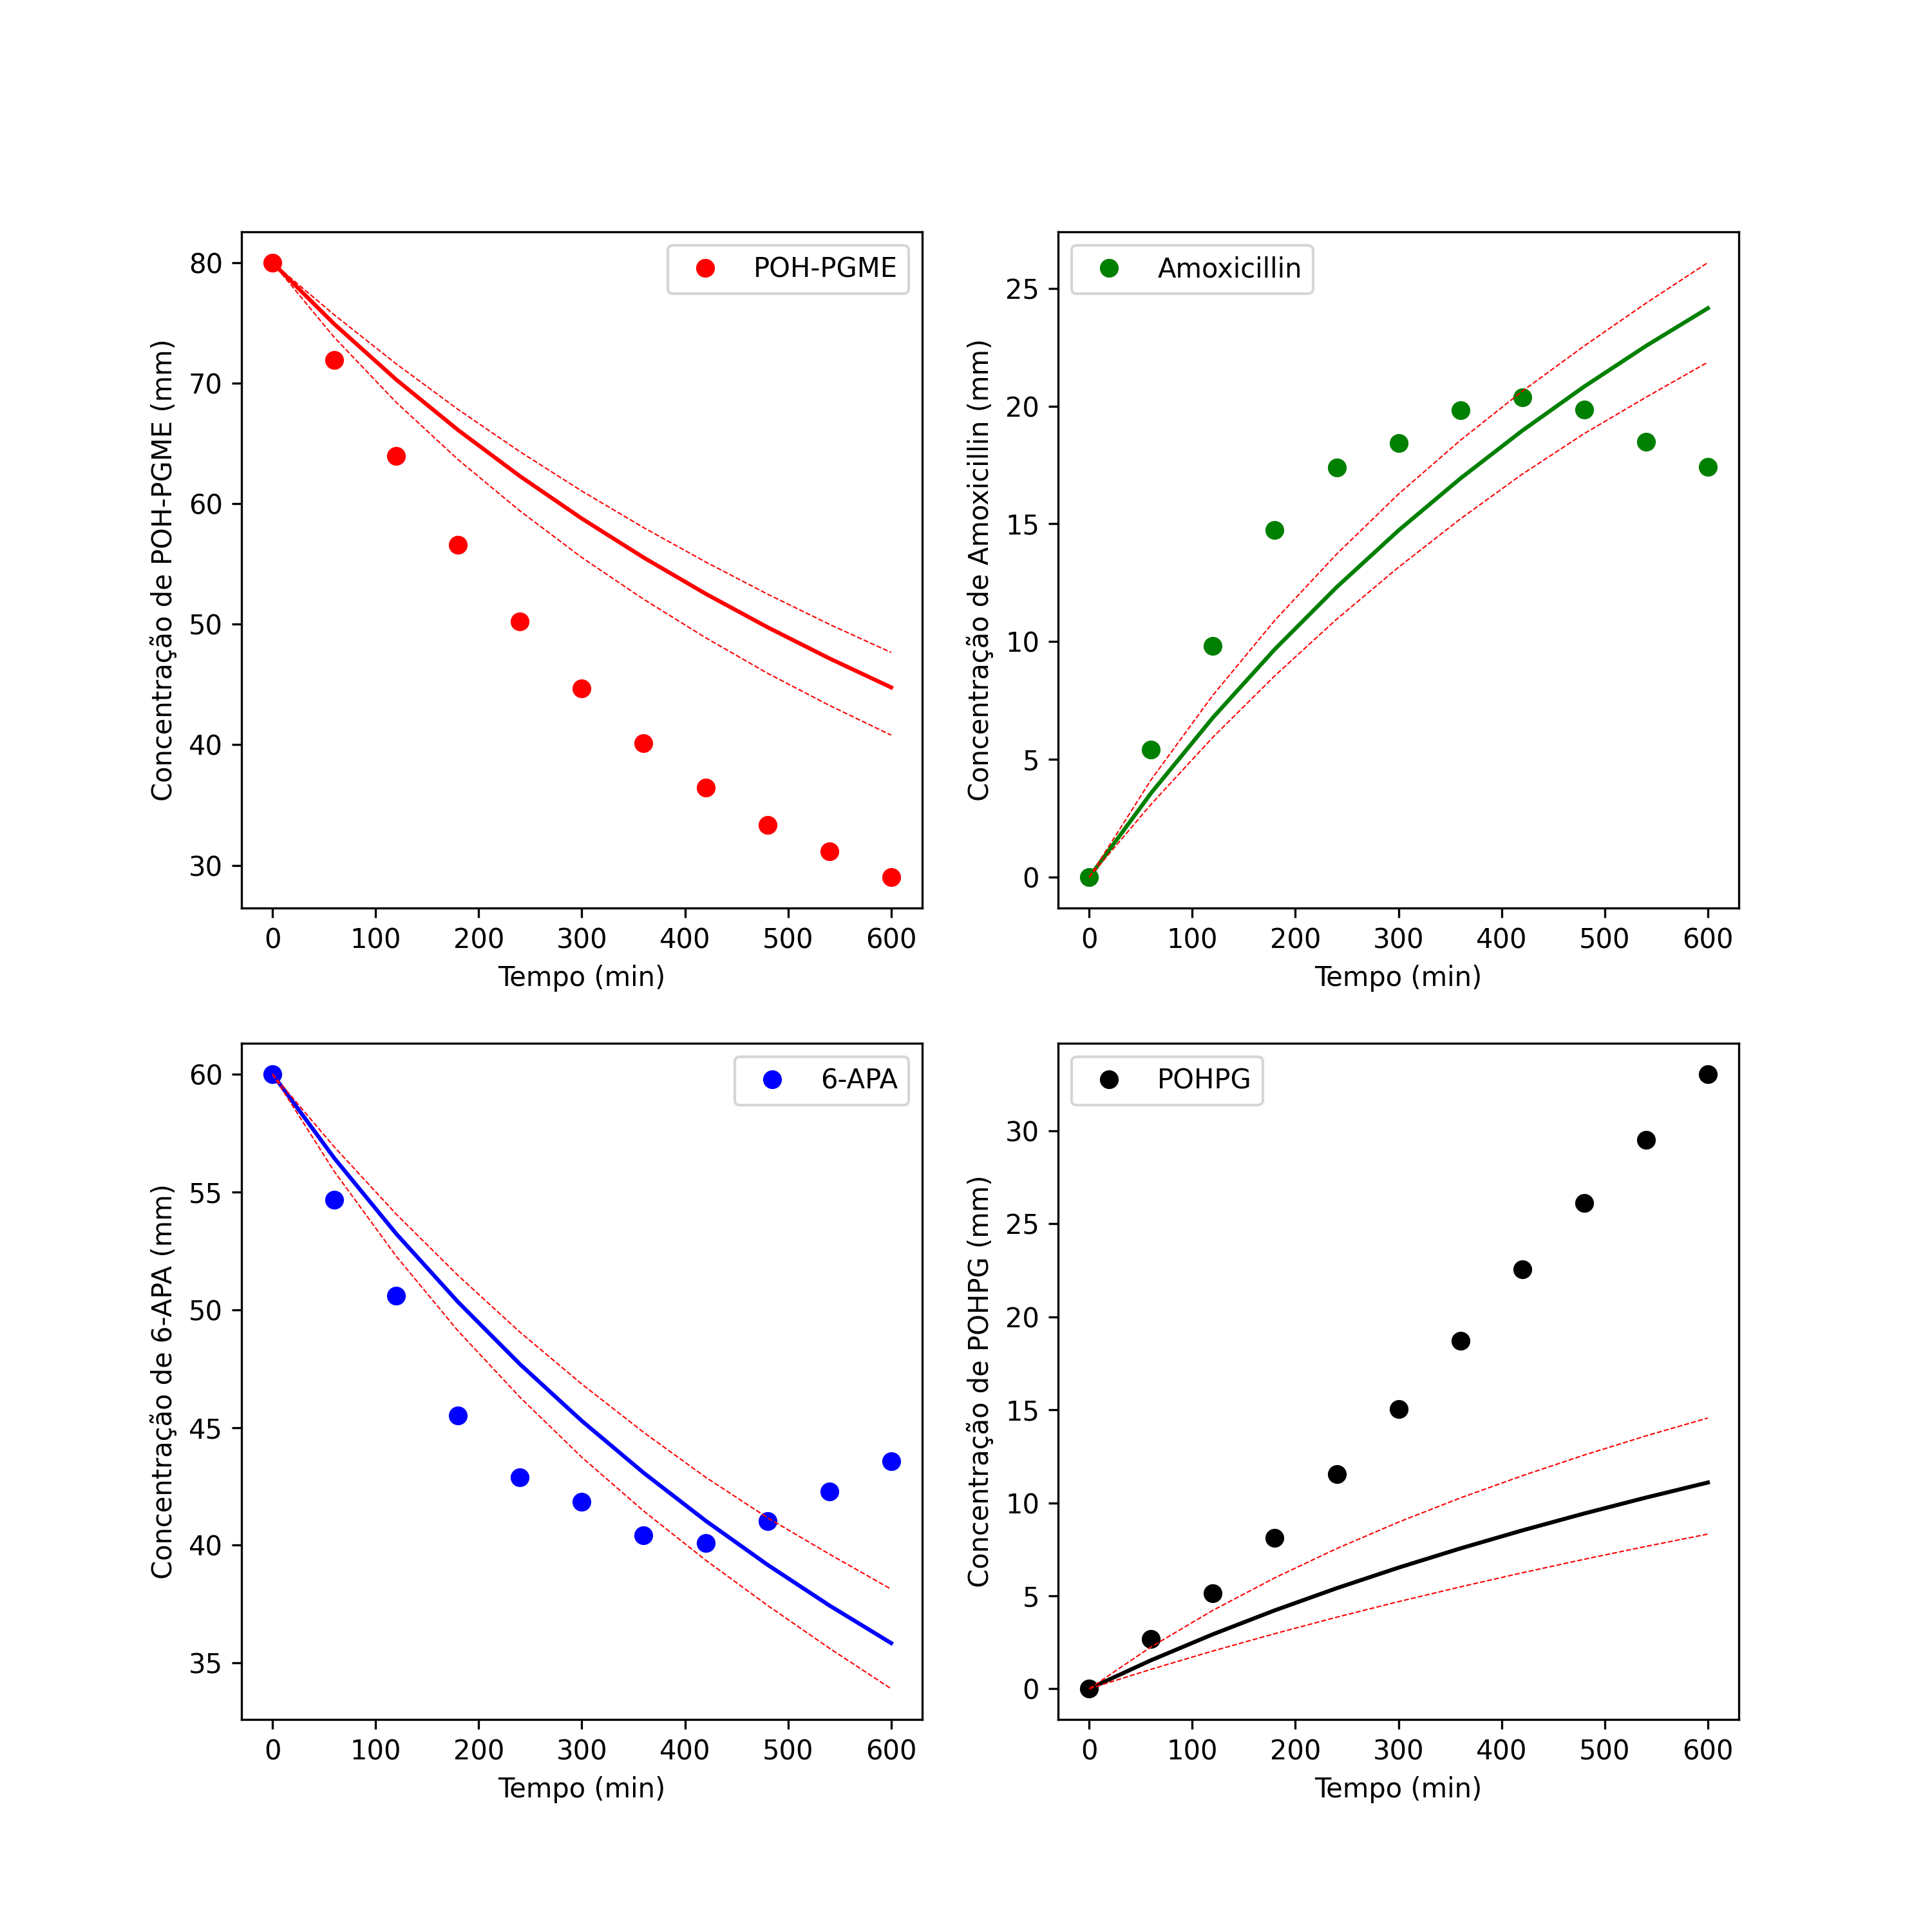 POH-PGME
Concentração de POH-PGME (mm)
80
70
60
50
40
30
0 100 200 300 400 500 600
Tempo (min)
Amoxicillin
Concentração de Amoxicillin (mm)
25
20
15
10
5
0
0 100 200 300 400 500 600
Tempo (min)
6-APA
Concentração de 6-APA (mm)
60
55
50
45
40
35
0 100 200 300 400 500 600
Tempo (min)
POHPG
Concentração de POHPG (mm)
30
25
20
15
10
5
0
0 100 200 300 400 500 600
Tempo (min)